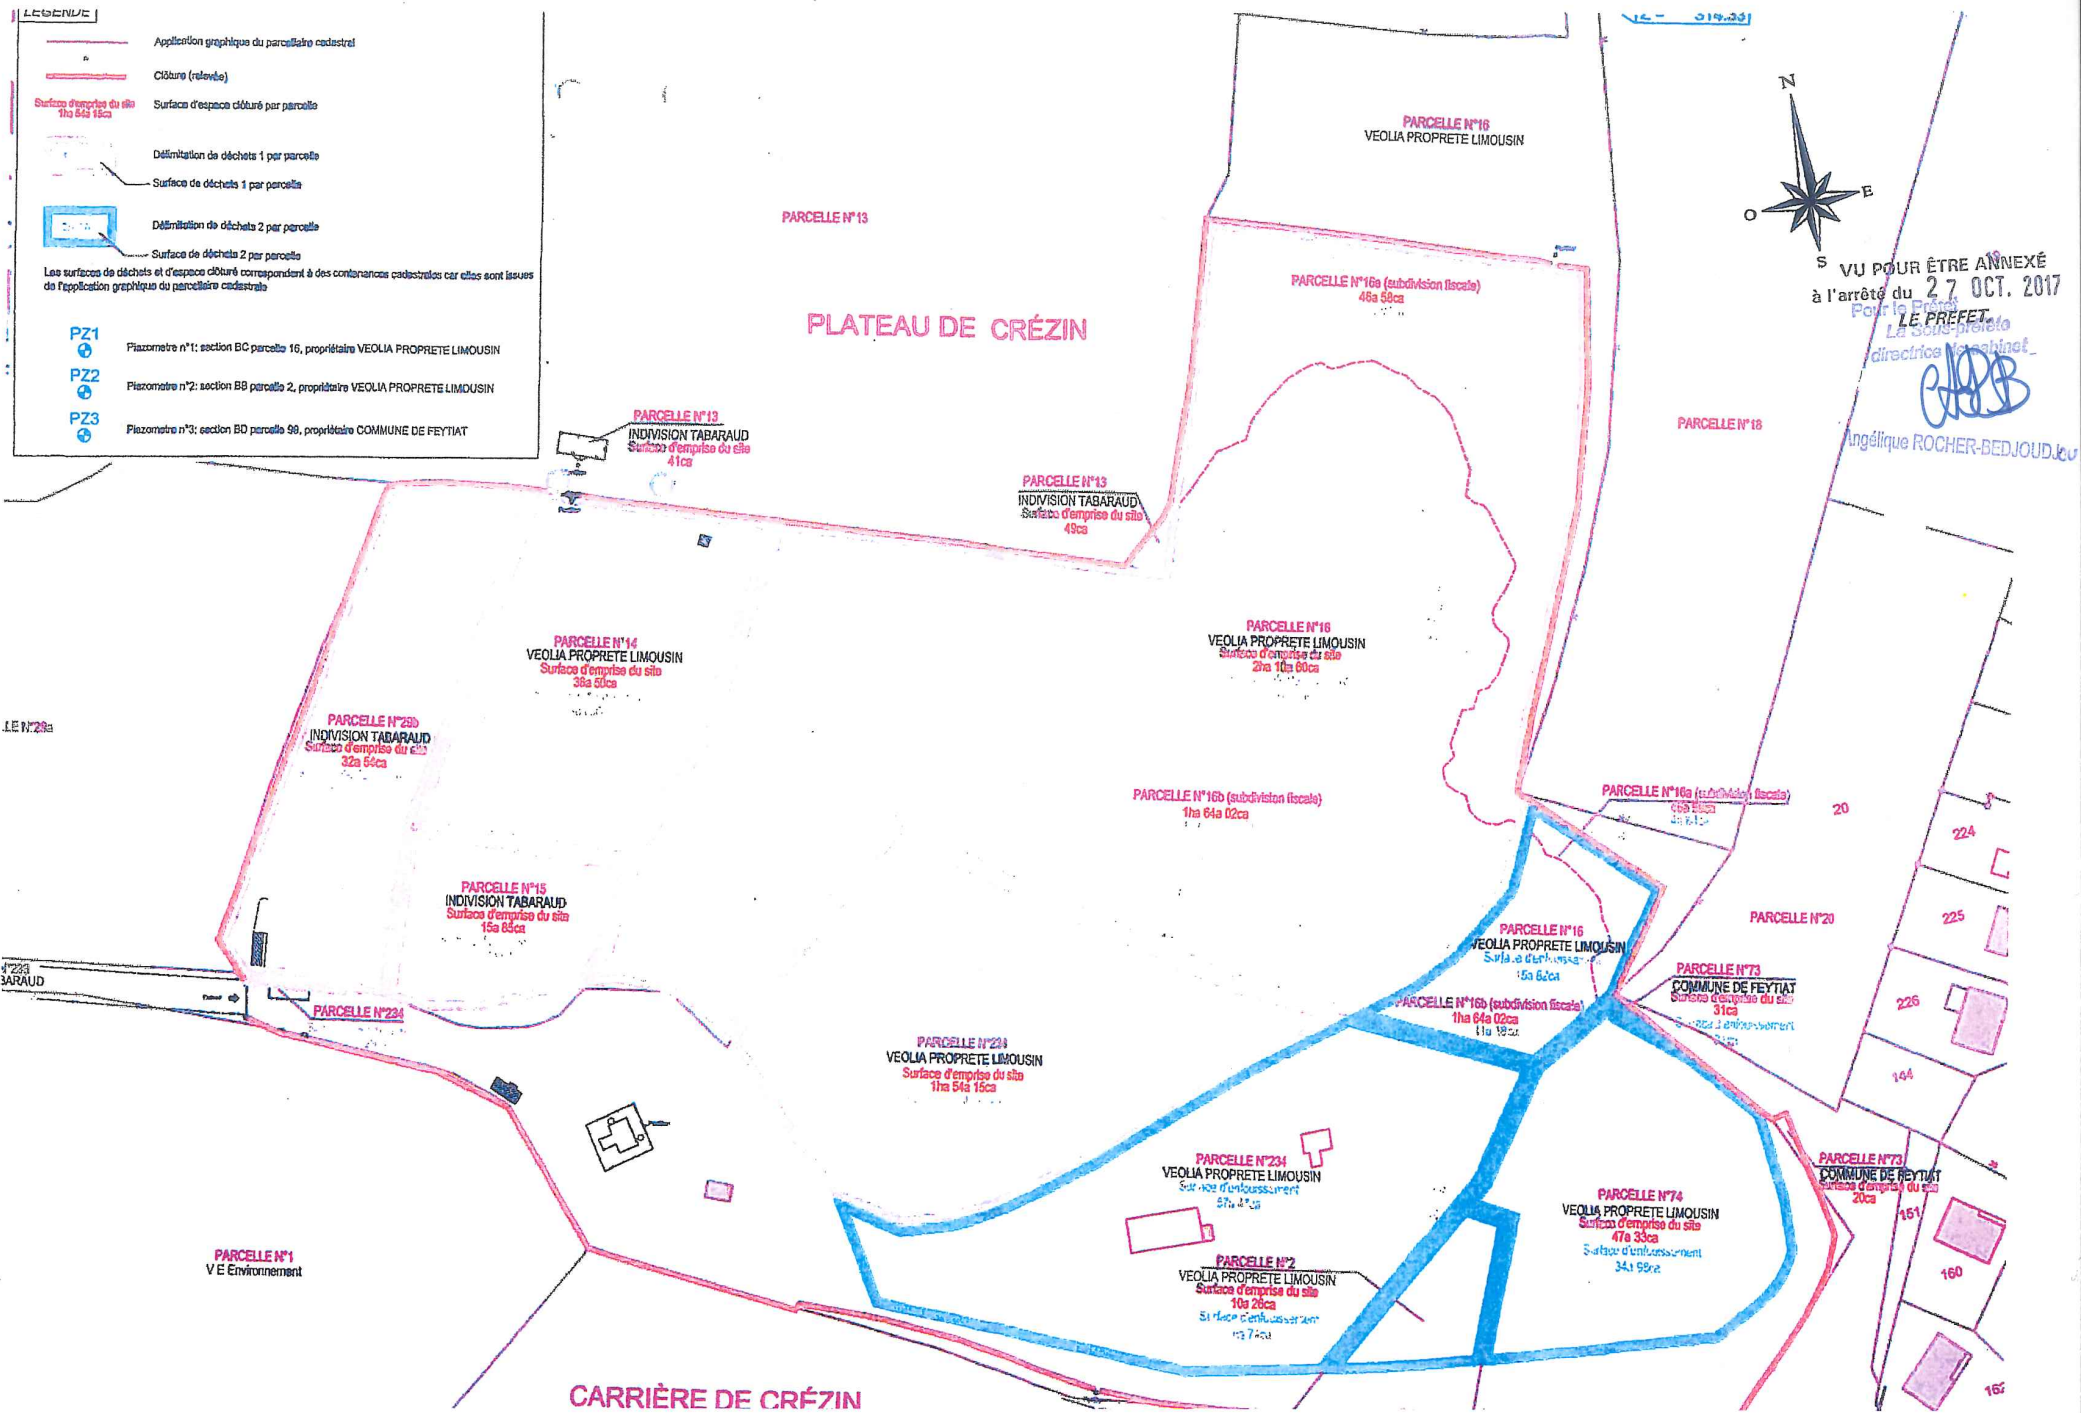 LEGENDE
Application graphique du parcellaire cadastral
Clôture (relevée)
Surface d'emprise du site
1ha 54a 15ca
Surface d'espace clôturé par parcelle
Délimitation de déchets 1 par parcelle
Surface de déchets 1 par parcelle
Délimitation de déchets 2 par parcelle
Surface de déchets 2 par parcelle
Les surfaces de déchets et d'espace clôturé correspondent à des contenances cadastrales car elles sont issues
de l'application graphique du parcellaire cadastrale
PZ1
Piezometre n°1: section BC parcelle 16, propriétaire VEOLIA PROPRETE LIMOUSIN
PZ2
Piezometre n°2: section BB parcelle 2, propriétaire VEOLIA PROPRETE LIMOUSIN
PZ3
Piezometre n°3: section BD parcelle 99, propriétaire COMMUNE DE FEYTIAT
PARCELLE N°16
VEOLIA PROPRETE LIMOUSIN
N
E
O
S
VU POUR ÊTRE ANNEXÉ
à l'arrêté du 27 OCT. 2017
Pour le Préfet
LE PREFET,
La Sous-préfète
directrice de cabinet
Angélique ROCHER-BEDJOUDJOU
PARCELLE N°13
PLATEAU DE CRÉZIN
PARCELLE N°16a (subdivision fiscale)
46a 58ca
PARCELLE N°18
PARCELLE N°13
INDIVISION TABARAUD
Surface d'emprise du site
41ca
PARCELLE N°13
INDIVISION TABARAUD
Surface d'emprise du site
49ca
PARCELLE N°14
VEOLIA PROPRETE LIMOUSIN
Surface d'emprise du site
38a 50ca
PARCELLE N°16
VEOLIA PROPRETE LIMOUSIN
Surface d'emprise du site
2ha 10a 60ca
PARCELLE N°29b
INDIVISION TABARAUD
Surface d'emprise du site
32a 54ca
PARCELLE N°16b (subdivision fiscale)
1ha 64a 02ca
PARCELLE N°16a (subdivision fiscale)
20
224
PARCELLE N°15
INDIVISION TABARAUD
Surface d'emprise du site
15a 85ca
PARCELLE N°16
VEOLIA PROPRETE LIMOUSIN
PARCELLE N°20
225
PARCELLE N°73
COMMUNE DE FEYTIAT
Surface d'emprise du site
31ca
Surface d'enfouissement
226
PARCELLE N°16b (subdivision fiscale)
1ha 64a 02ca
PARCELLE N°234
PARCELLE N°234
VEOLIA PROPRETE LIMOUSIN
Surface d'emprise du site
1ha 54a 15ca
144
PARCELLE N°234
VEOLIA PROPRETE LIMOUSIN
Surface d'enfouissement
PARCELLE N°73
COMMUNE DE FEYTIAT
Surface d'emprise du site
20ca
151
PARCELLE N°74
VEOLIA PROPRETE LIMOUSIN
Surface d'emprise du site
47a 33ca
Surface d'enfouissement
34a 98ca
PARCELLE N°2
VEOLIA PROPRETE LIMOUSIN
Surface d'emprise du site
10a 26ca
Surface d'enfouissement
160
PARCELLE N°1
V E Environnement
CARRIÈRE DE CRÉZIN